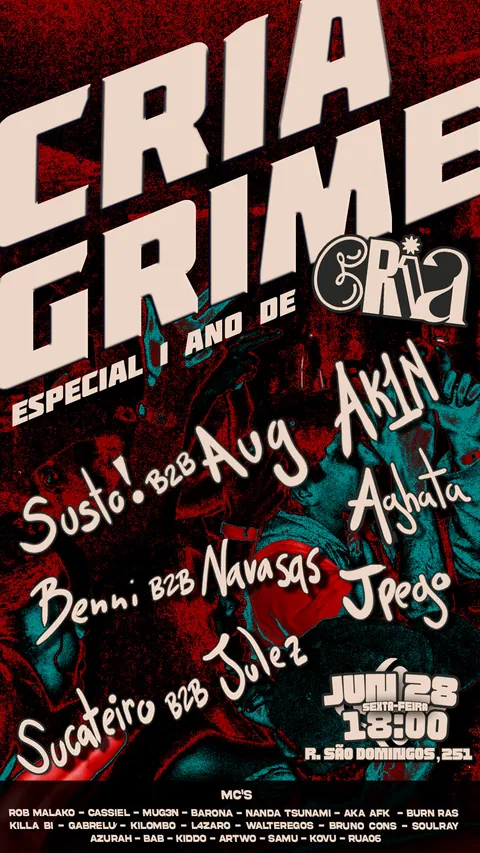 CRIA
GRIME
ESPECIAL 1 ANO DE CRIA
Susto! B2B Aug
AK1N
Aghata
Benni B2B Navasqs
Jpego
Sucateiro B2B Julez
JUN 28
SEXTA-FEIRA
18:00
R. SÃO DOMINGOS, 251
MC'S
ROB MALAKO - CASSIEL - MUG3N - BARONA - NANDA TSUNAMI - AKA AFK - BURN RAS
KILLA BI - GABRELU - KILOMBO - L4ZARO - WALTEREGOS - BRUNO CONS - SOULRAY
AZURAH - BAB - KIDDO - ARTWO - SAMU - KOVU - RUA06